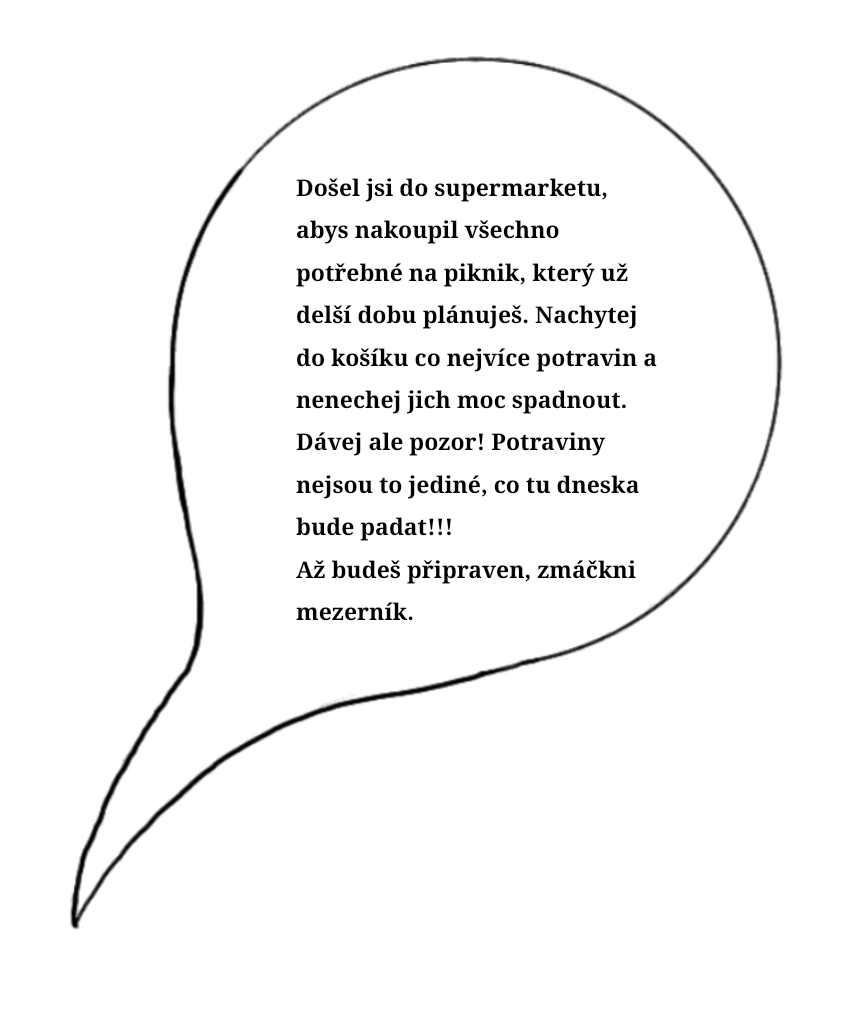 Došel jsi do supermarketu,
abys nakoupil všechno
potřebné na piknik, který už
delší dobu plánuješ. Nachytej
do košíku co nejvíce potravin a
nenechej jich moc spadnout.
Dávej ale pozor! Potraviny
nejsou to jediné, co tu dneska
bude padat!!!
Až budeš připraven, zmáčkni
mezerník.